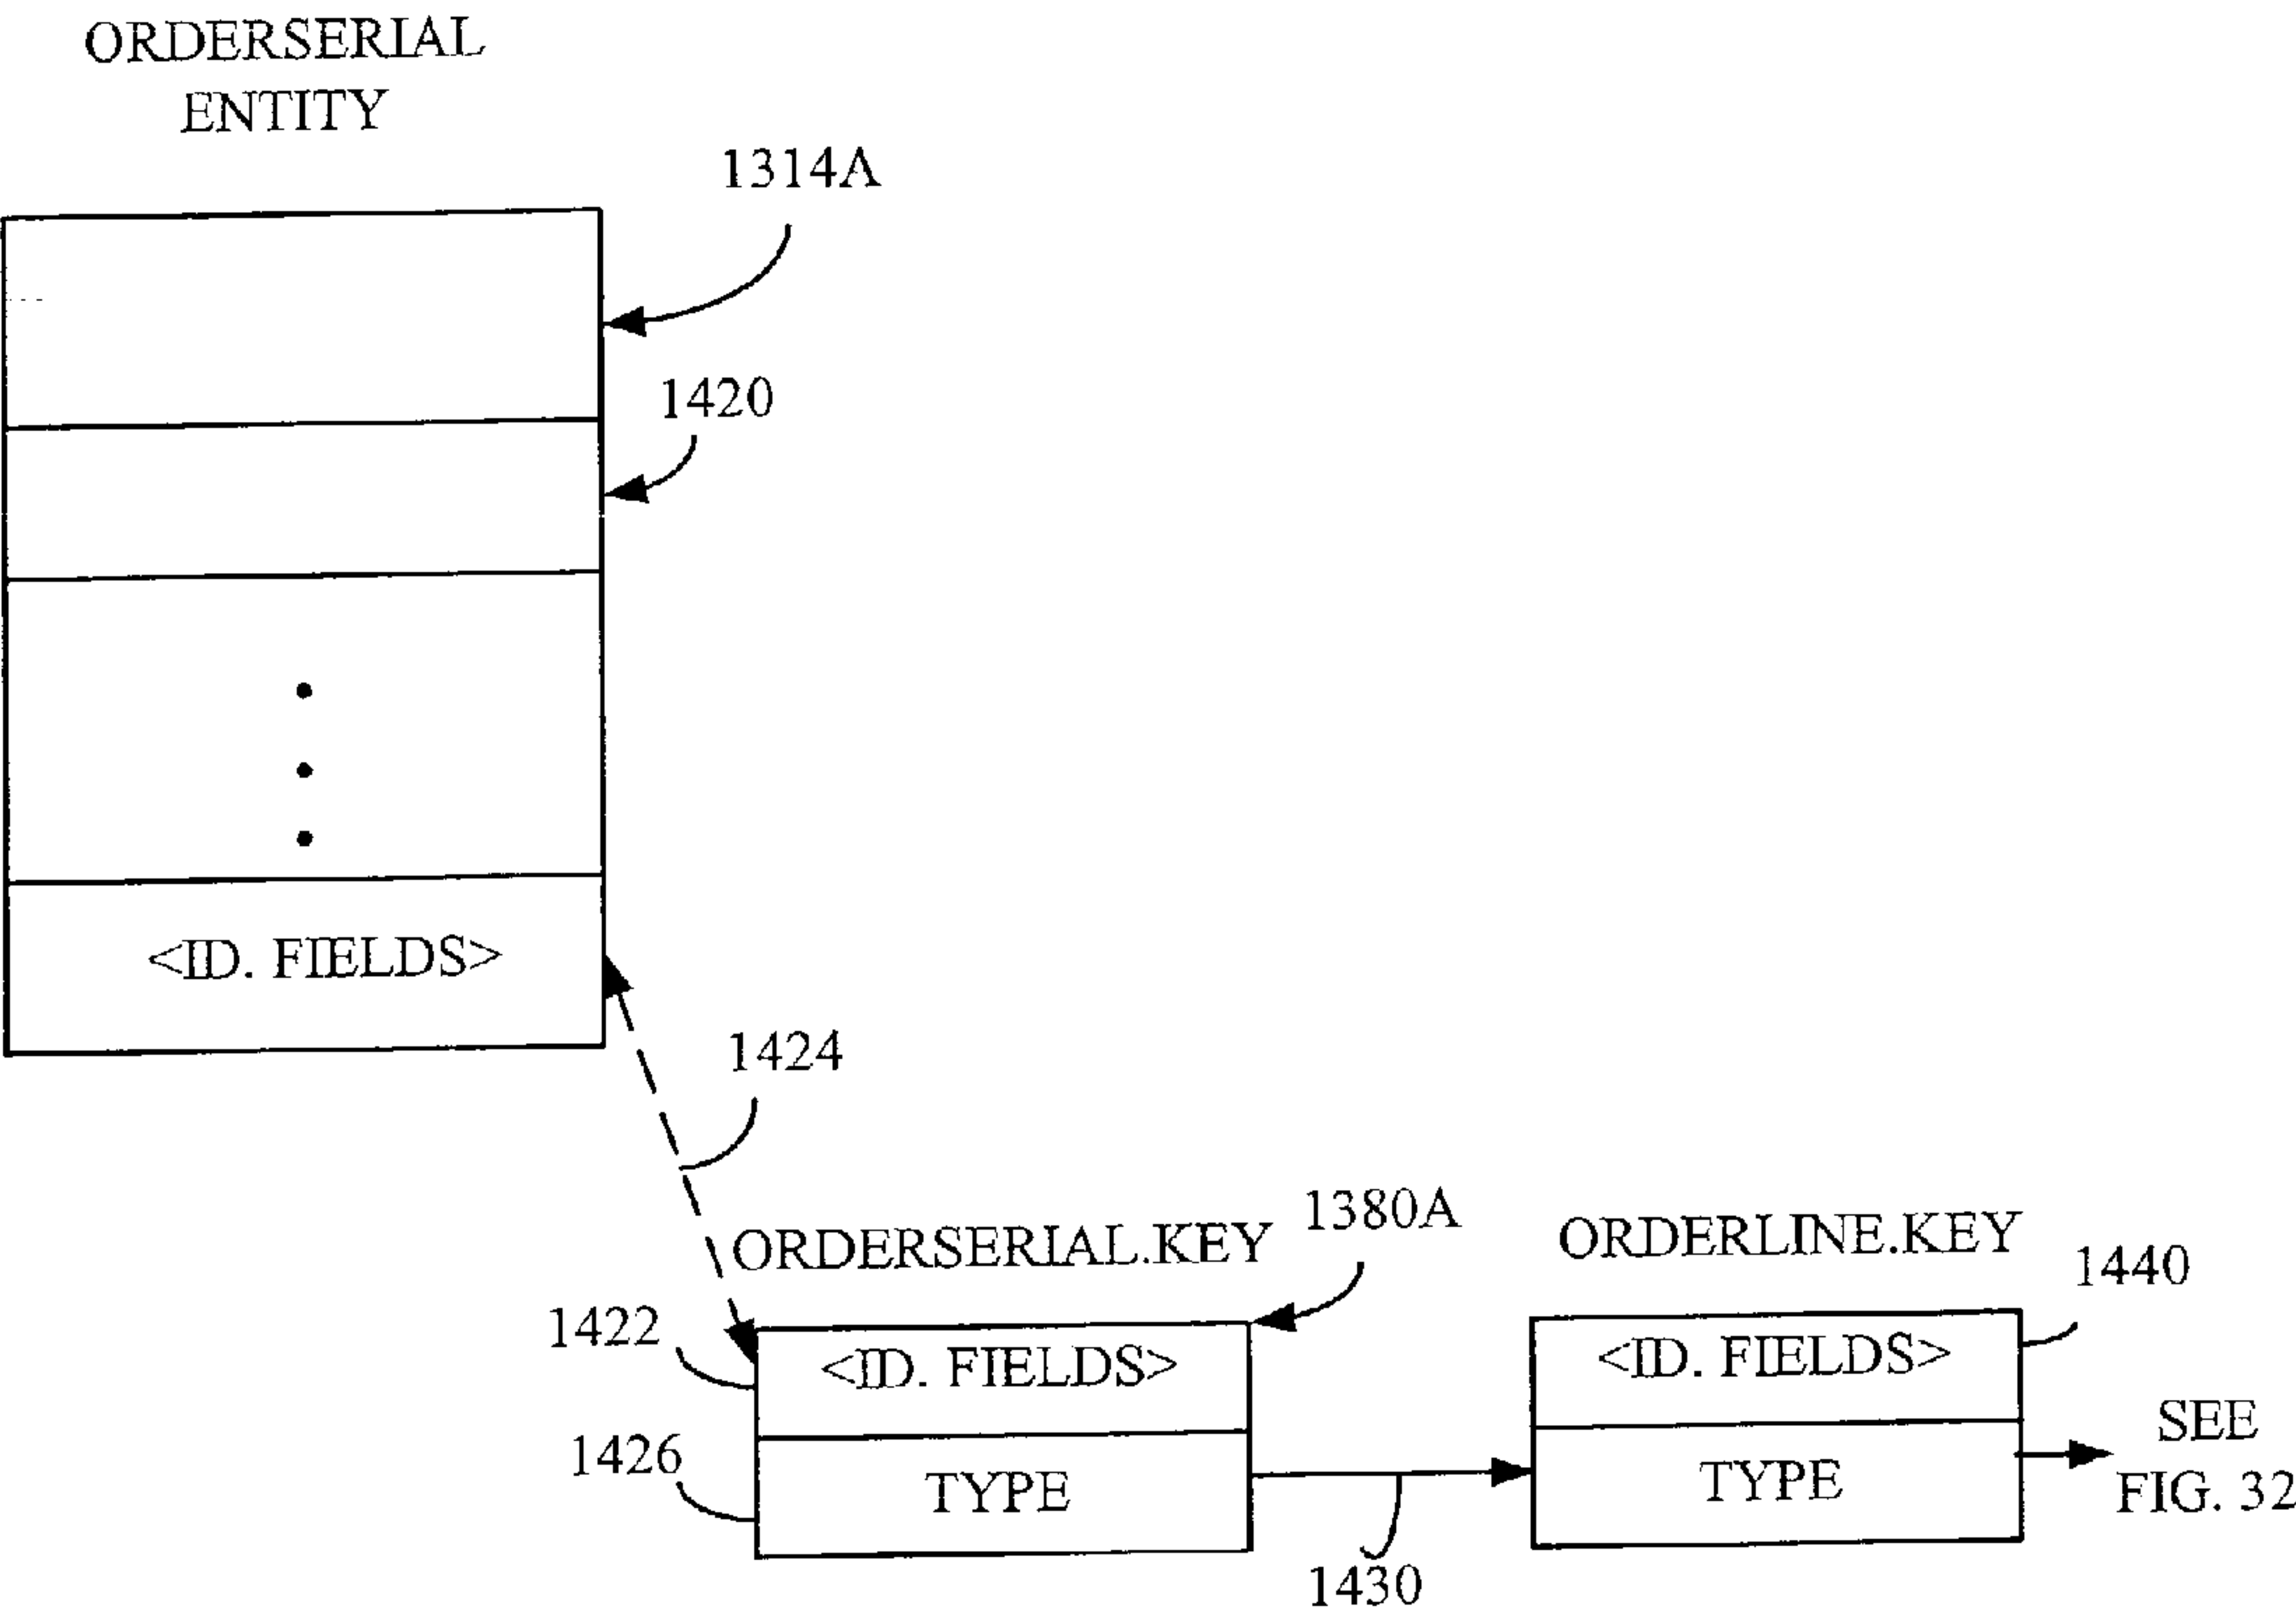 ORDERSERIAL
ENTITY
1314A
1420
<ID. FIELDS>
1424
ORDERSERIAL.KEY
1380A
ORDERLINE.KEY
1440
1422
<ID. FIELDS>
<ID. FIELDS>
1426
TYPE
TYPE
SEE
FIG. 32
1430